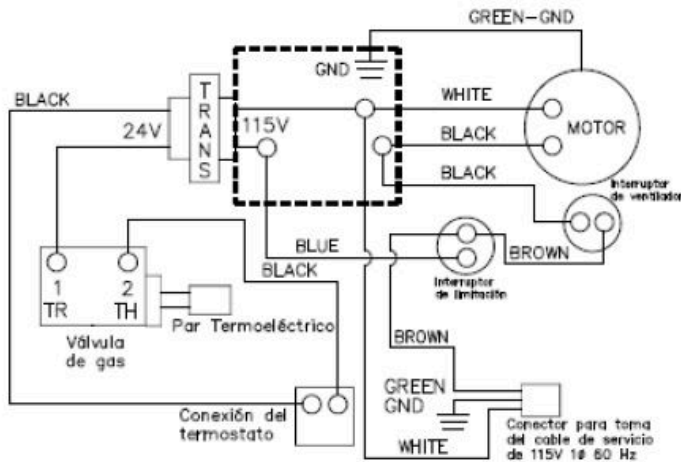 GREEN-GND
GND
BLACK
TRANS
24V
115V
WHITE
MOTOR
BLACK
BLACK
Interruptor
de ventilador
BLUE
BROWN
BLACK
Interruptor
de limitación
1
2
TR
TH
Par Termoeléctrico
Válvula
de gas
BROWN
GREEN
GND
Conexión del
termostato
WHITE
Conector para toma
del cable de servicio
de 115V 1ø 60 Hz